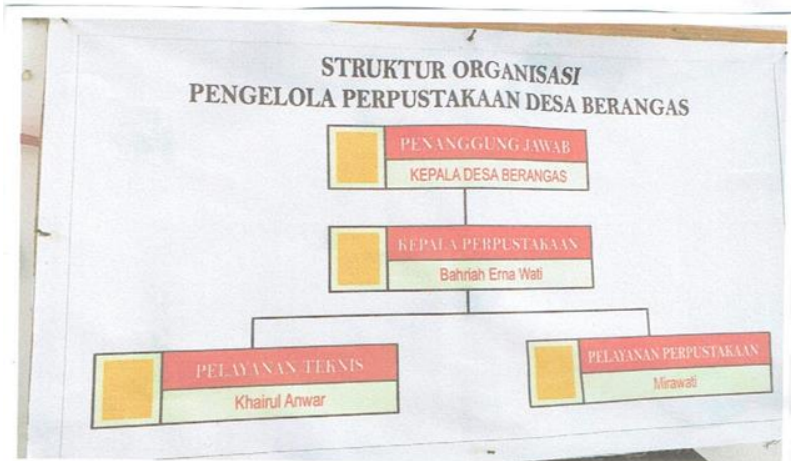 STRUKTUR ORGANISASI
PENGELOLA PERPUSTAKAAN DESA BERANGAS
PENANGGUNG JAWAB
KEPALA DESA BERANGAS
KEPALA PERPUSTAKAAN
Bahriah Erna Wati
PELAYANAN TEKNIS
Khairul Anwar
PELAYANAN PERPUSTAKAAN
Mirawati